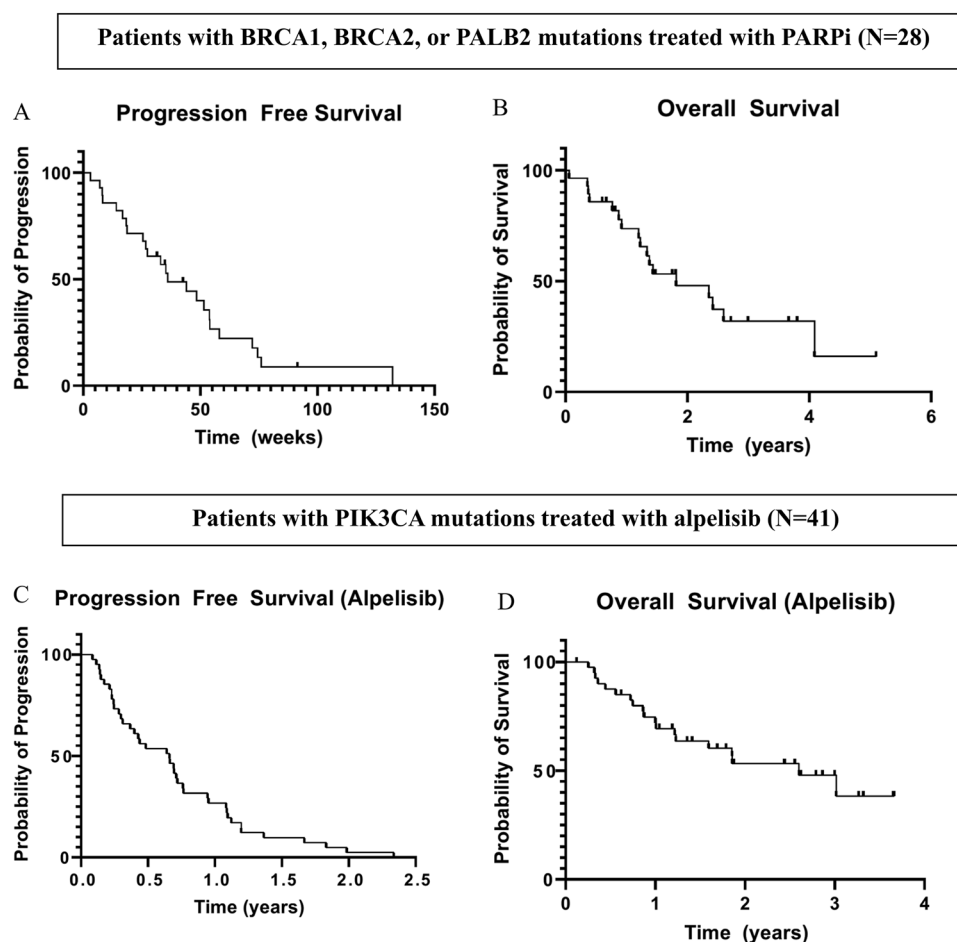 Patients with BRCA1, BRCA2, or PALB2 mutations treated with PARPi (N=28)
A
Progression Free Survival
Probability of Progression
100
50
0
0
50
100
150
Time (weeks)
B
Overall Survival
Probability of Survival
100
50
0
0
2
4
6
Time (years)
Patients with PIK3CA mutations treated with alpelisib (N=41)
C
Progression Free Survival (Alpelisib)
Probability of Progression
100
50
0
0.0
0.5
1.0
1.5
2.0
2.5
Time (years)
D
Overall Survival (Alpelisib)
Probability of Survival
100
50
0
0
1
2
3
4
Time (years)